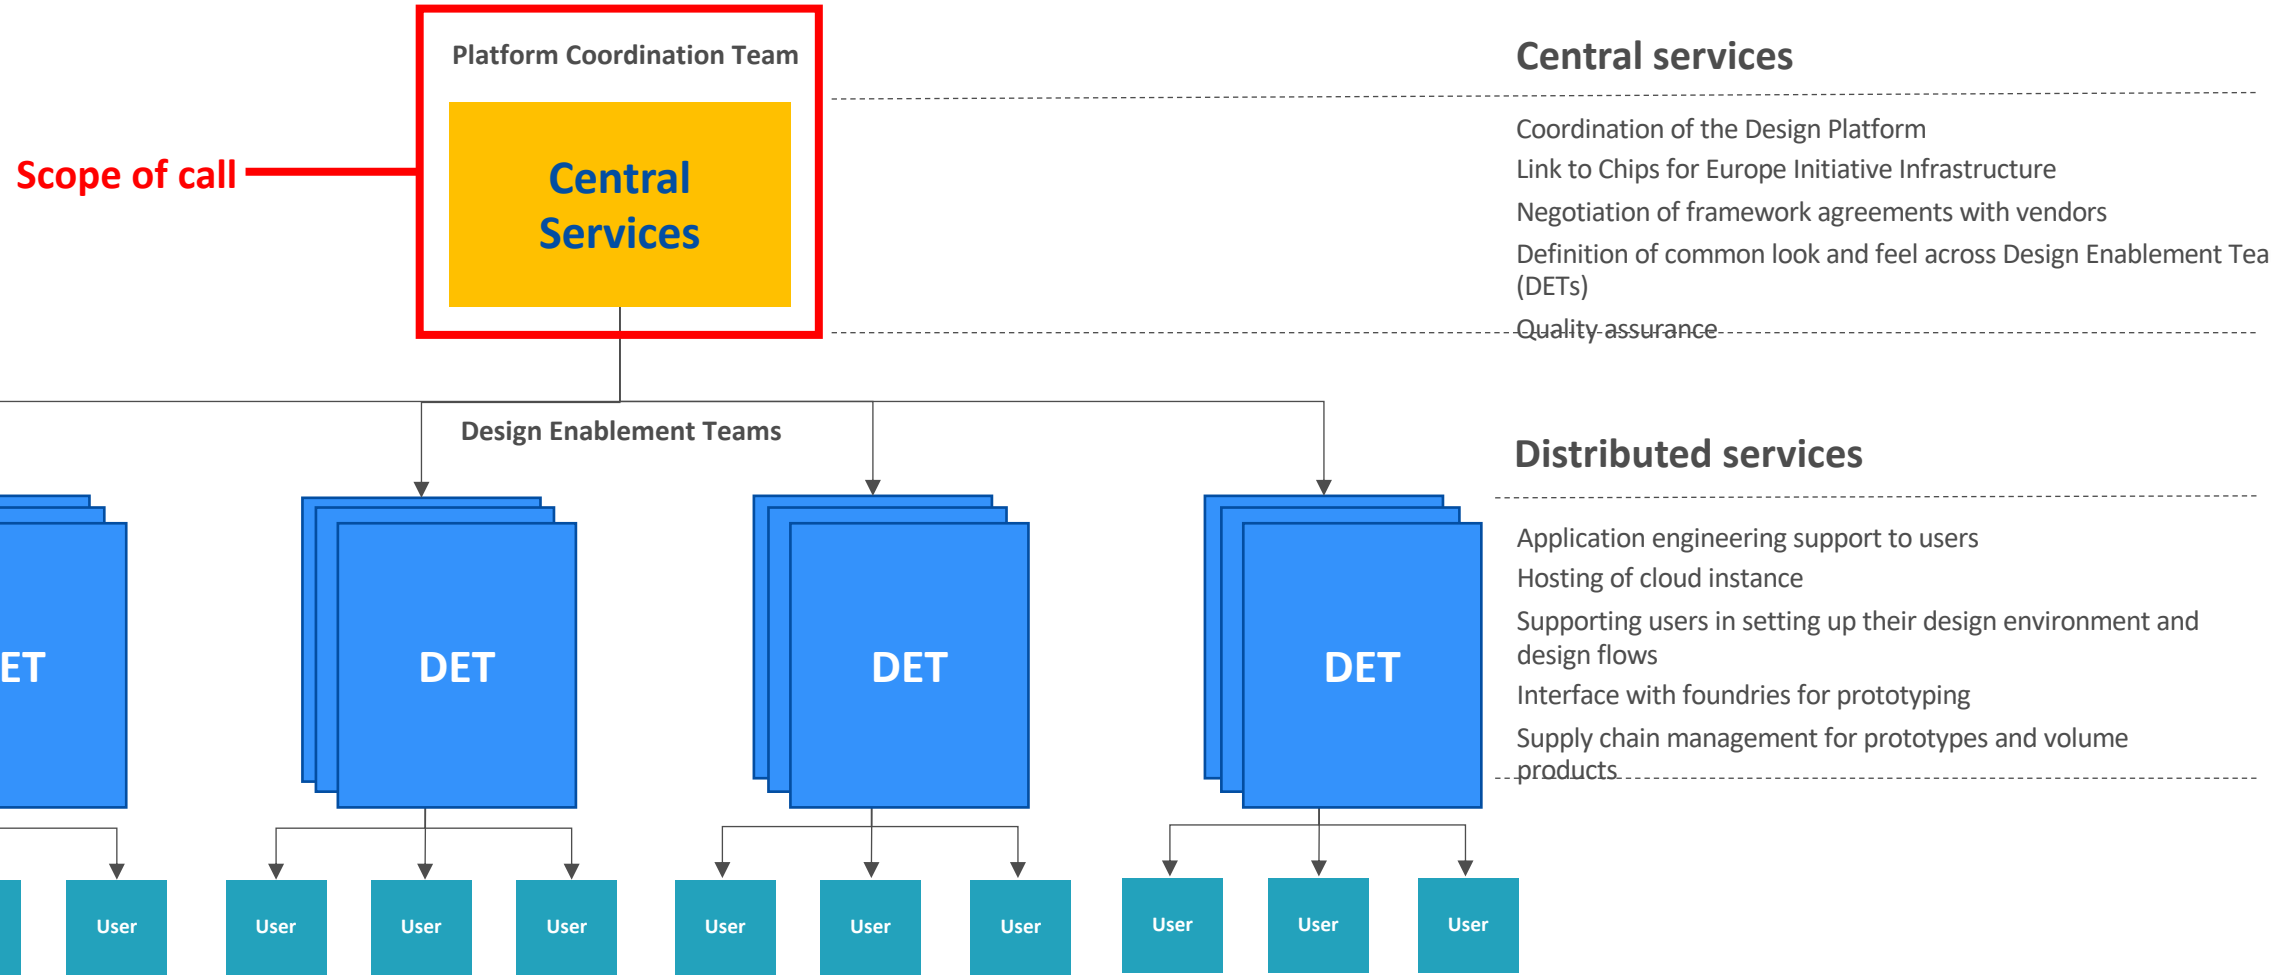 Platform Coordination Team
Central
Services
Scope of call
Central services
Coordination of the Design Platform
Link to Chips for Europe Initiative Infrastructure
Negotiation of framework agreements with vendors
Definition of common look and feel across Design Enablement Tea
(DETs)
Quality assurance
Design Enablement Teams
Distributed services
Application engineering support to users
Hosting of cloud instance
Supporting users in setting up their design environment and
design flows
Interface with foundries for prototyping
Supply chain management for prototypes and volume
products
ET
DET
DET
DET
User
User
User
User
User
User
User
User
User
User